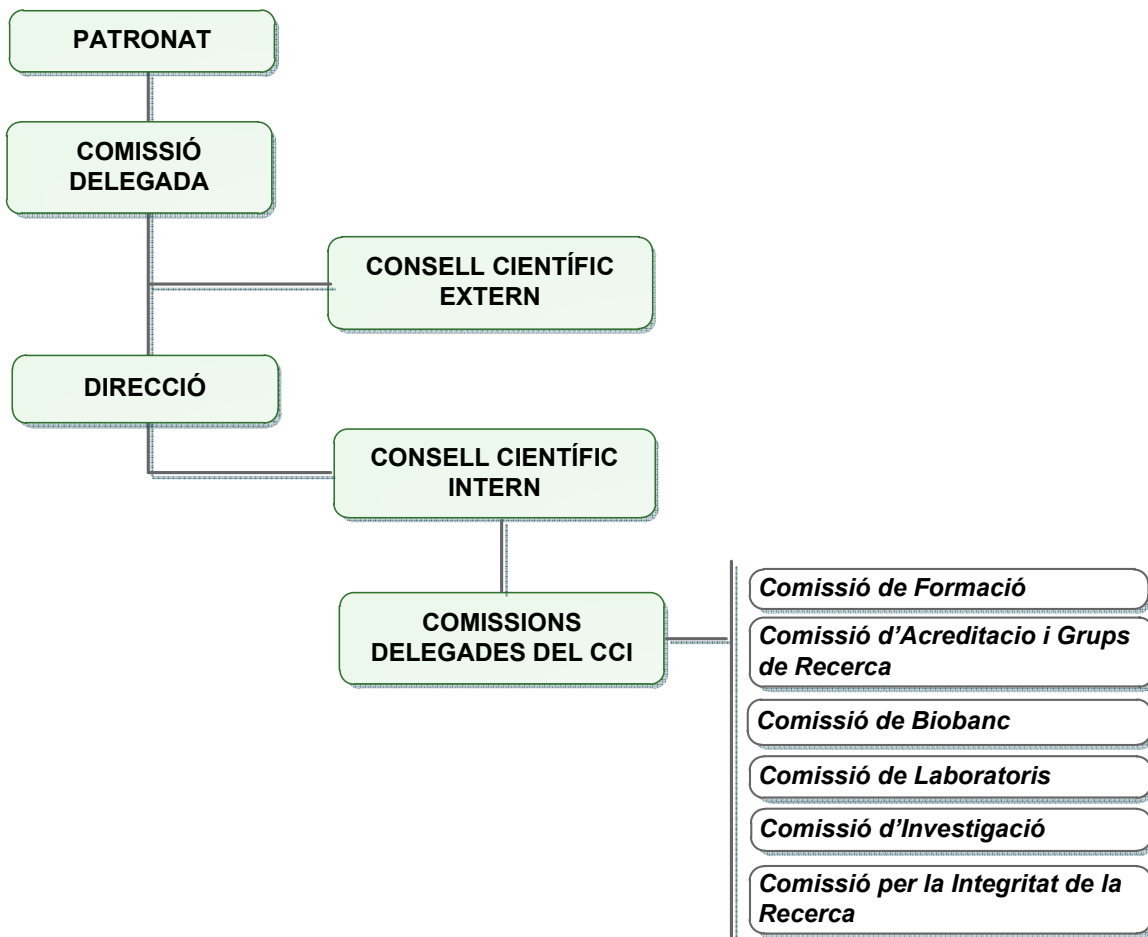 PATRONAT
COMISSIÓ
DELEGADA
CONSELL CIENTÍFIC
EXTERN
DIRECCIÓ
CONSELL CIENTÍFIC
INTERN
COMISSIONS
DELEGADES DEL CCI
Comissió de Formació
Comissió d’Acreditacio i Grups
de Recerca
Comissió de Biobanc
Comissió de Laboratoris
Comissió d’Investigació
Comissió per la Integritat de la
Recerca